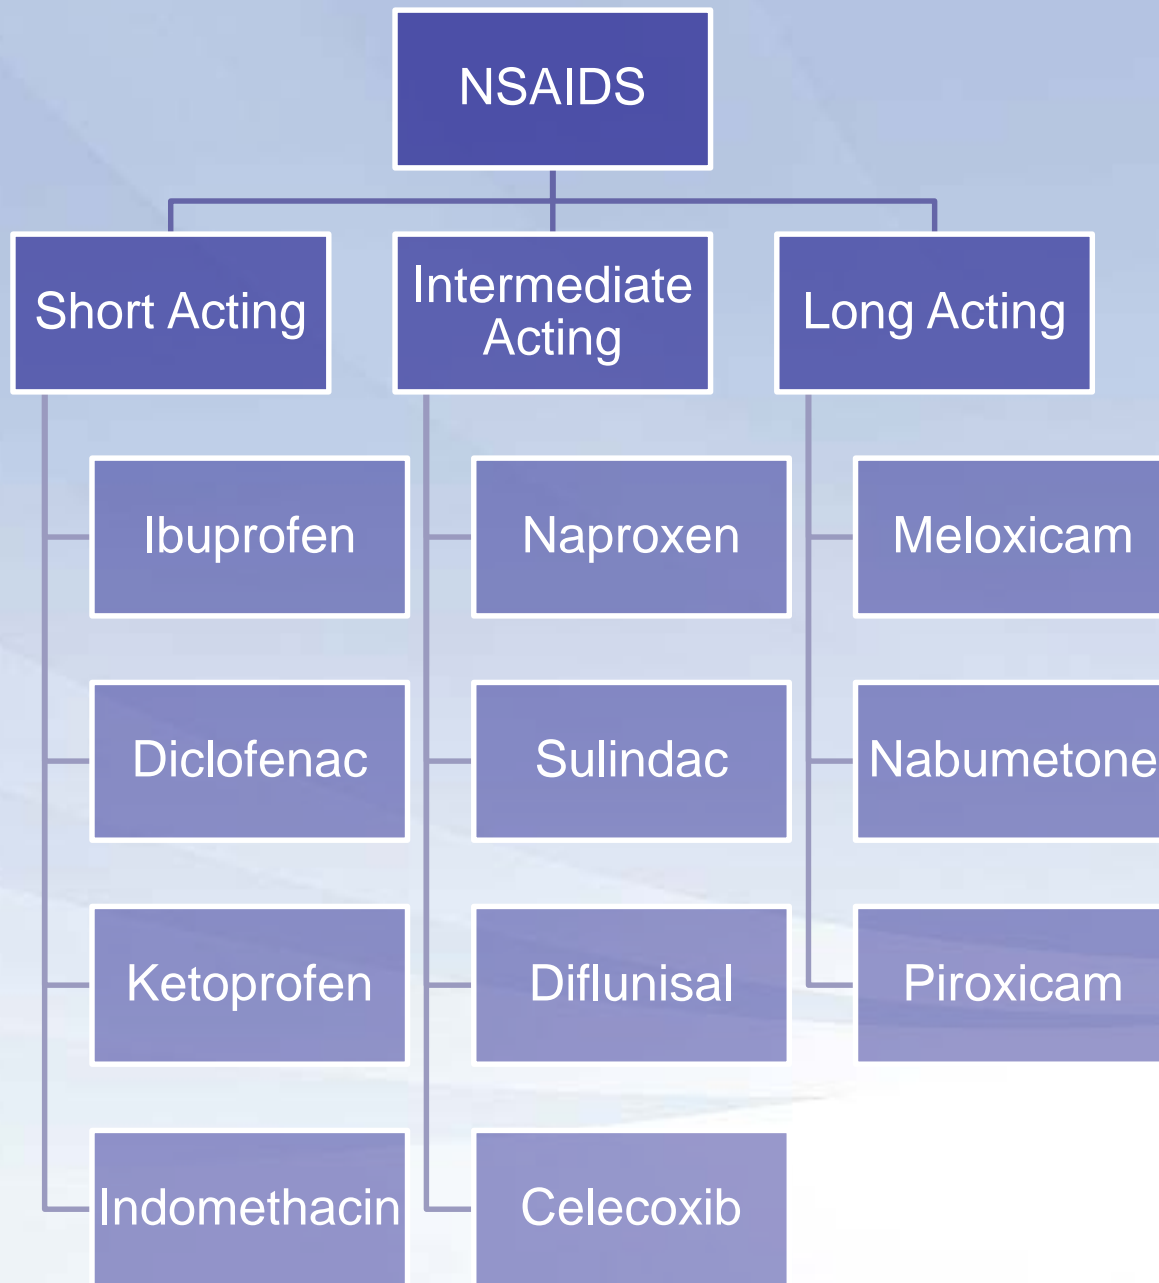 NSAIDS
Short Acting
Intermediate
Acting
Long Acting
Ibuprofen
Naproxen
Meloxicam
Diclofenac
Sulindac
Nabumetone
Ketoprofen
Diflunisal
Piroxicam
Indomethacin
Celecoxib